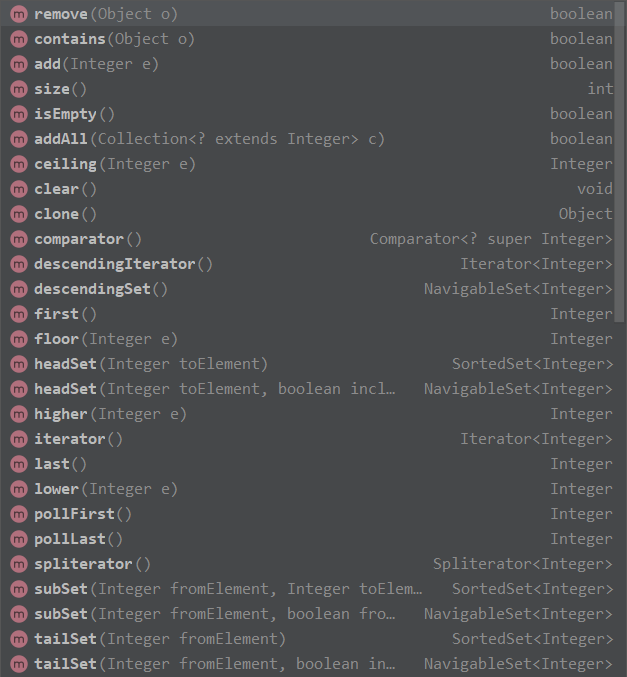 m remove(Object o) boolean
m contains(Object o) boolean
m add(Integer e) boolean
m size() int
m isEmpty() boolean
m addAll(Collection<? extends Integer> c) boolean
m ceiling(Integer e) Integer
m clear() void
m clone() Object
m comparator() Comparator<? super Integer>
m descendingIterator() Iterator<Integer>
m descendingSet() NavigableSet<Integer>
m first() Integer
m floor(Integer e) Integer
m headSet(Integer toElement) SortedSet<Integer>
m headSet(Integer toElement, boolean incl… NavigableSet<Integer>
m higher(Integer e) Integer
m iterator() Iterator<Integer>
m last() Integer
m lower(Integer e) Integer
m pollFirst() Integer
m pollLast() Integer
m spliterator() Spliterator<Integer>
m subSet(Integer fromElement, Integer toElem… SortedSet<Integer>
m subSet(Integer fromElement, boolean fro… NavigableSet<Integer>
m tailSet(Integer fromElement) SortedSet<Integer>
m tailSet(Integer fromElement, boolean in… NavigableSet<Integer>